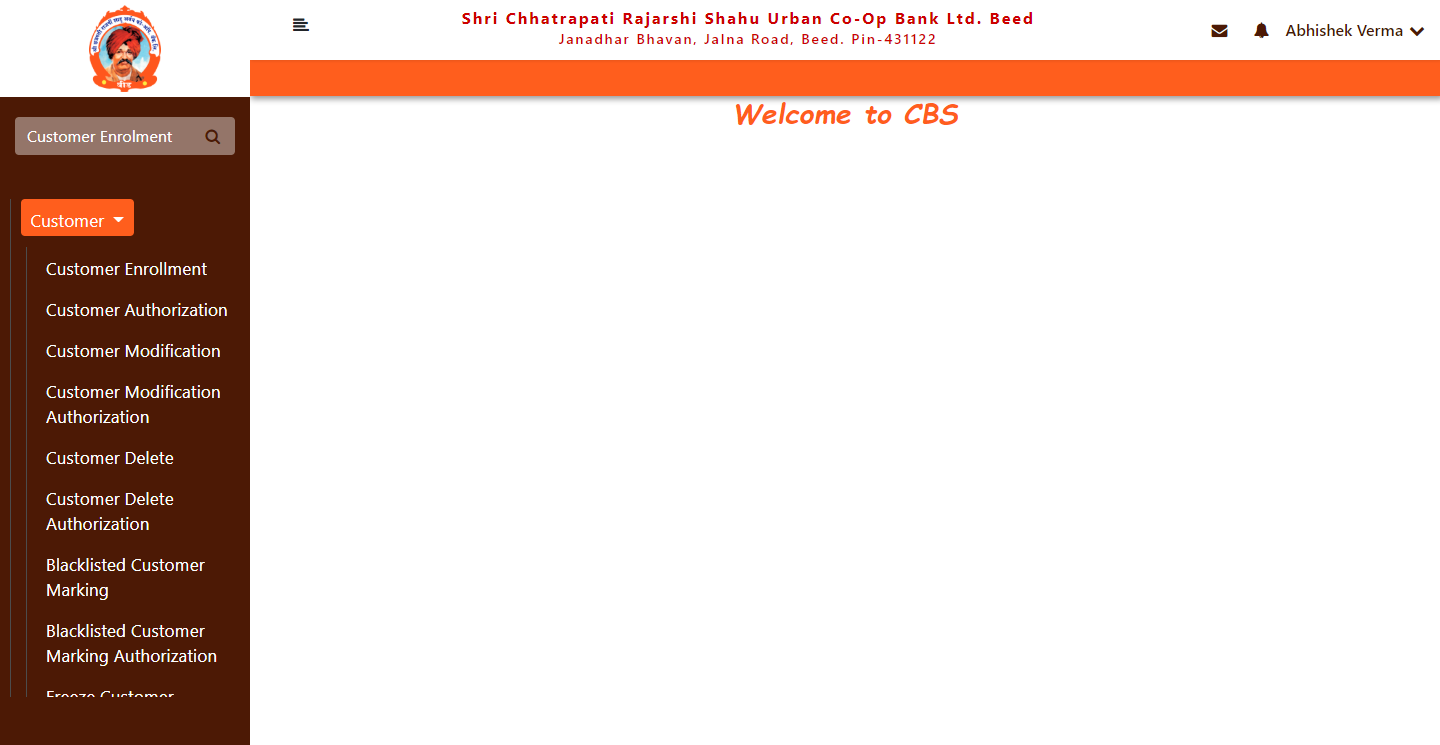 Shri Chhatrapati Rajarshi Shahu Urban Co-Op Bank Ltd. Beed
Janadhar Bhavan, Jalna Road, Beed. Pin-431122
Abhishek Verma
बीड
Welcome to CBS
Customer Enrolment
Customer
Customer Enrollment
Customer Authorization
Customer Modification
Customer Modification
Authorization
Customer Delete
Customer Delete
Authorization
Blacklisted Customer
Marking
Blacklisted Customer
Marking Authorization
Freeze Customer